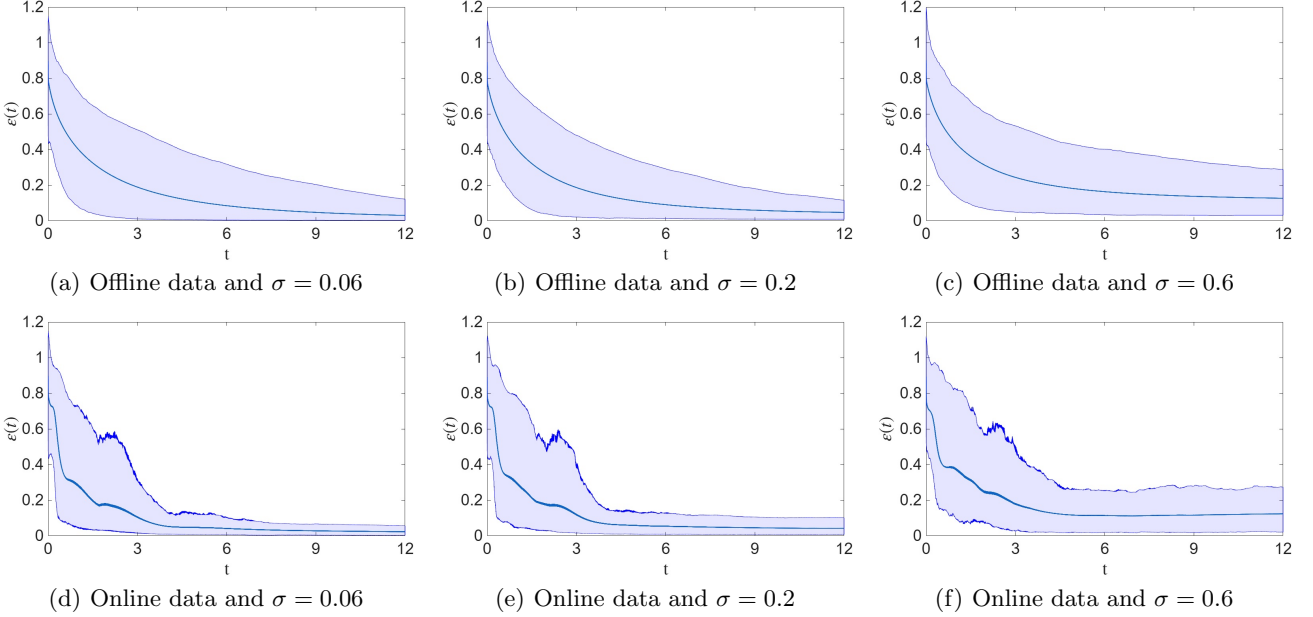 1.2 1.2 1.2
1 1 1
0.8 0.8 0.8
ε(t) 0.6 ε(t) 0.6 ε(t) 0.6
0.4 0.4 0.4
0.2 0.2 0.2
0 0 0
0 3 6 9 12 0 3 6 9 12 0 3 6 9 12
t t t
(a) Offline data and σ = 0.06 (b) Offline data and σ = 0.2 (c) Offline data and σ = 0.6
1.2 1.2 1.2
1 1 1
0.8 0.8 0.8
ε(t) 0.6 ε(t) 0.6 ε(t) 0.6
0.4 0.4 0.4
0.2 0.2 0.2
0 0 0
0 3 6 9 12 0 3 6 9 12 0 3 6 9 12
t t t
(d) Online data and σ = 0.06 (e) Online data and σ = 0.2 (f) Online data and σ = 0.6